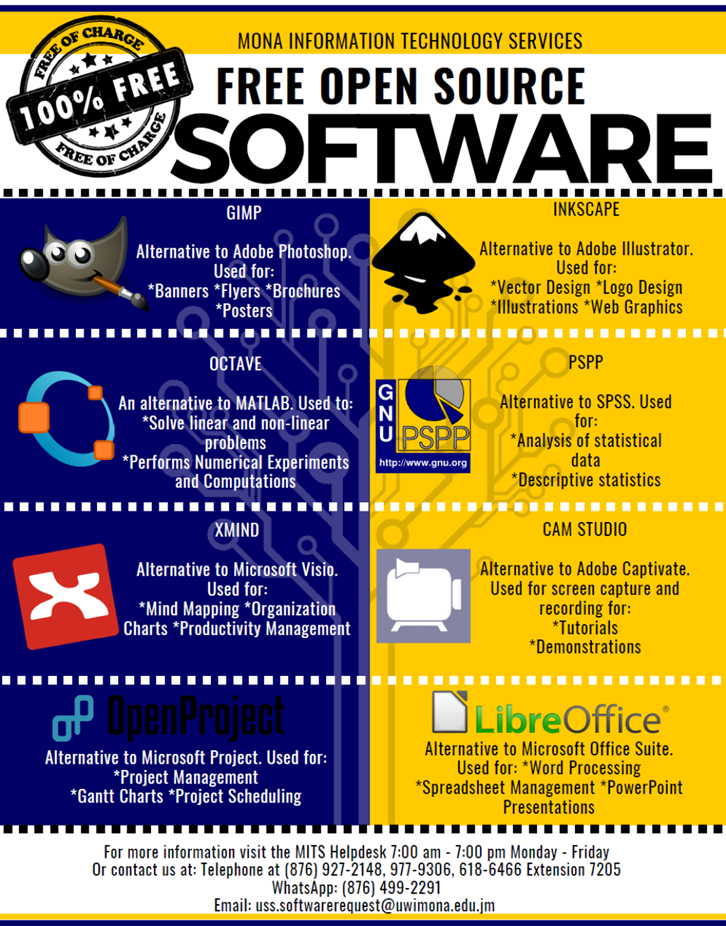 FREE OF CHARGE
100% FREE
FREE OF CHARGE
MONA INFORMATION TECHNOLOGY SERVICES
FREE OPEN SOURCE
SOFTWARE
GIMP
Alternative to Adobe Photoshop.
Used for:
*Banners *Flyers *Brochures
*Posters
INKSCAPE
Alternative to Adobe Illustrator.
Used for:
*Vector Design *Logo Design
*Illustrations *Web Graphics
OCTAVE
An alternative to MATLAB. Used to:
*Solve linear and non-linear
problems
*Performs Numerical Experiments
and Computations
GNU
PSPP
http://www.gnu.org
PSPP
Alternative to SPSS. Used
for:
*Analysis of statistical
data
*Descriptive statistics
XMIND
Alternative to Microsoft Visio.
Used for:
*Mind Mapping *Organization
Charts *Productivity Management
CAM STUDIO
Alternative to Adobe Captivate.
Used for screen capture and
recording for:
*Tutorials
*Demonstrations
OpenProject
Alternative to Microsoft Project. Used for:
*Project Management
*Gantt Charts *Project Scheduling
LibreOffice®
Alternative to Microsoft Office Suite.
Used for: *Word Processing
*Spreadsheet Management *PowerPoint
Presentations
For more information visit the MITS Helpdesk 7:00 am - 7:00 pm Monday - Friday
Or contact us at: Telephone at (876) 927-2148, 977-9306, 618-6466 Extension 7205
WhatsApp: (876) 499-2291
Email: uss.softwarerequest@uwimona.edu.jm